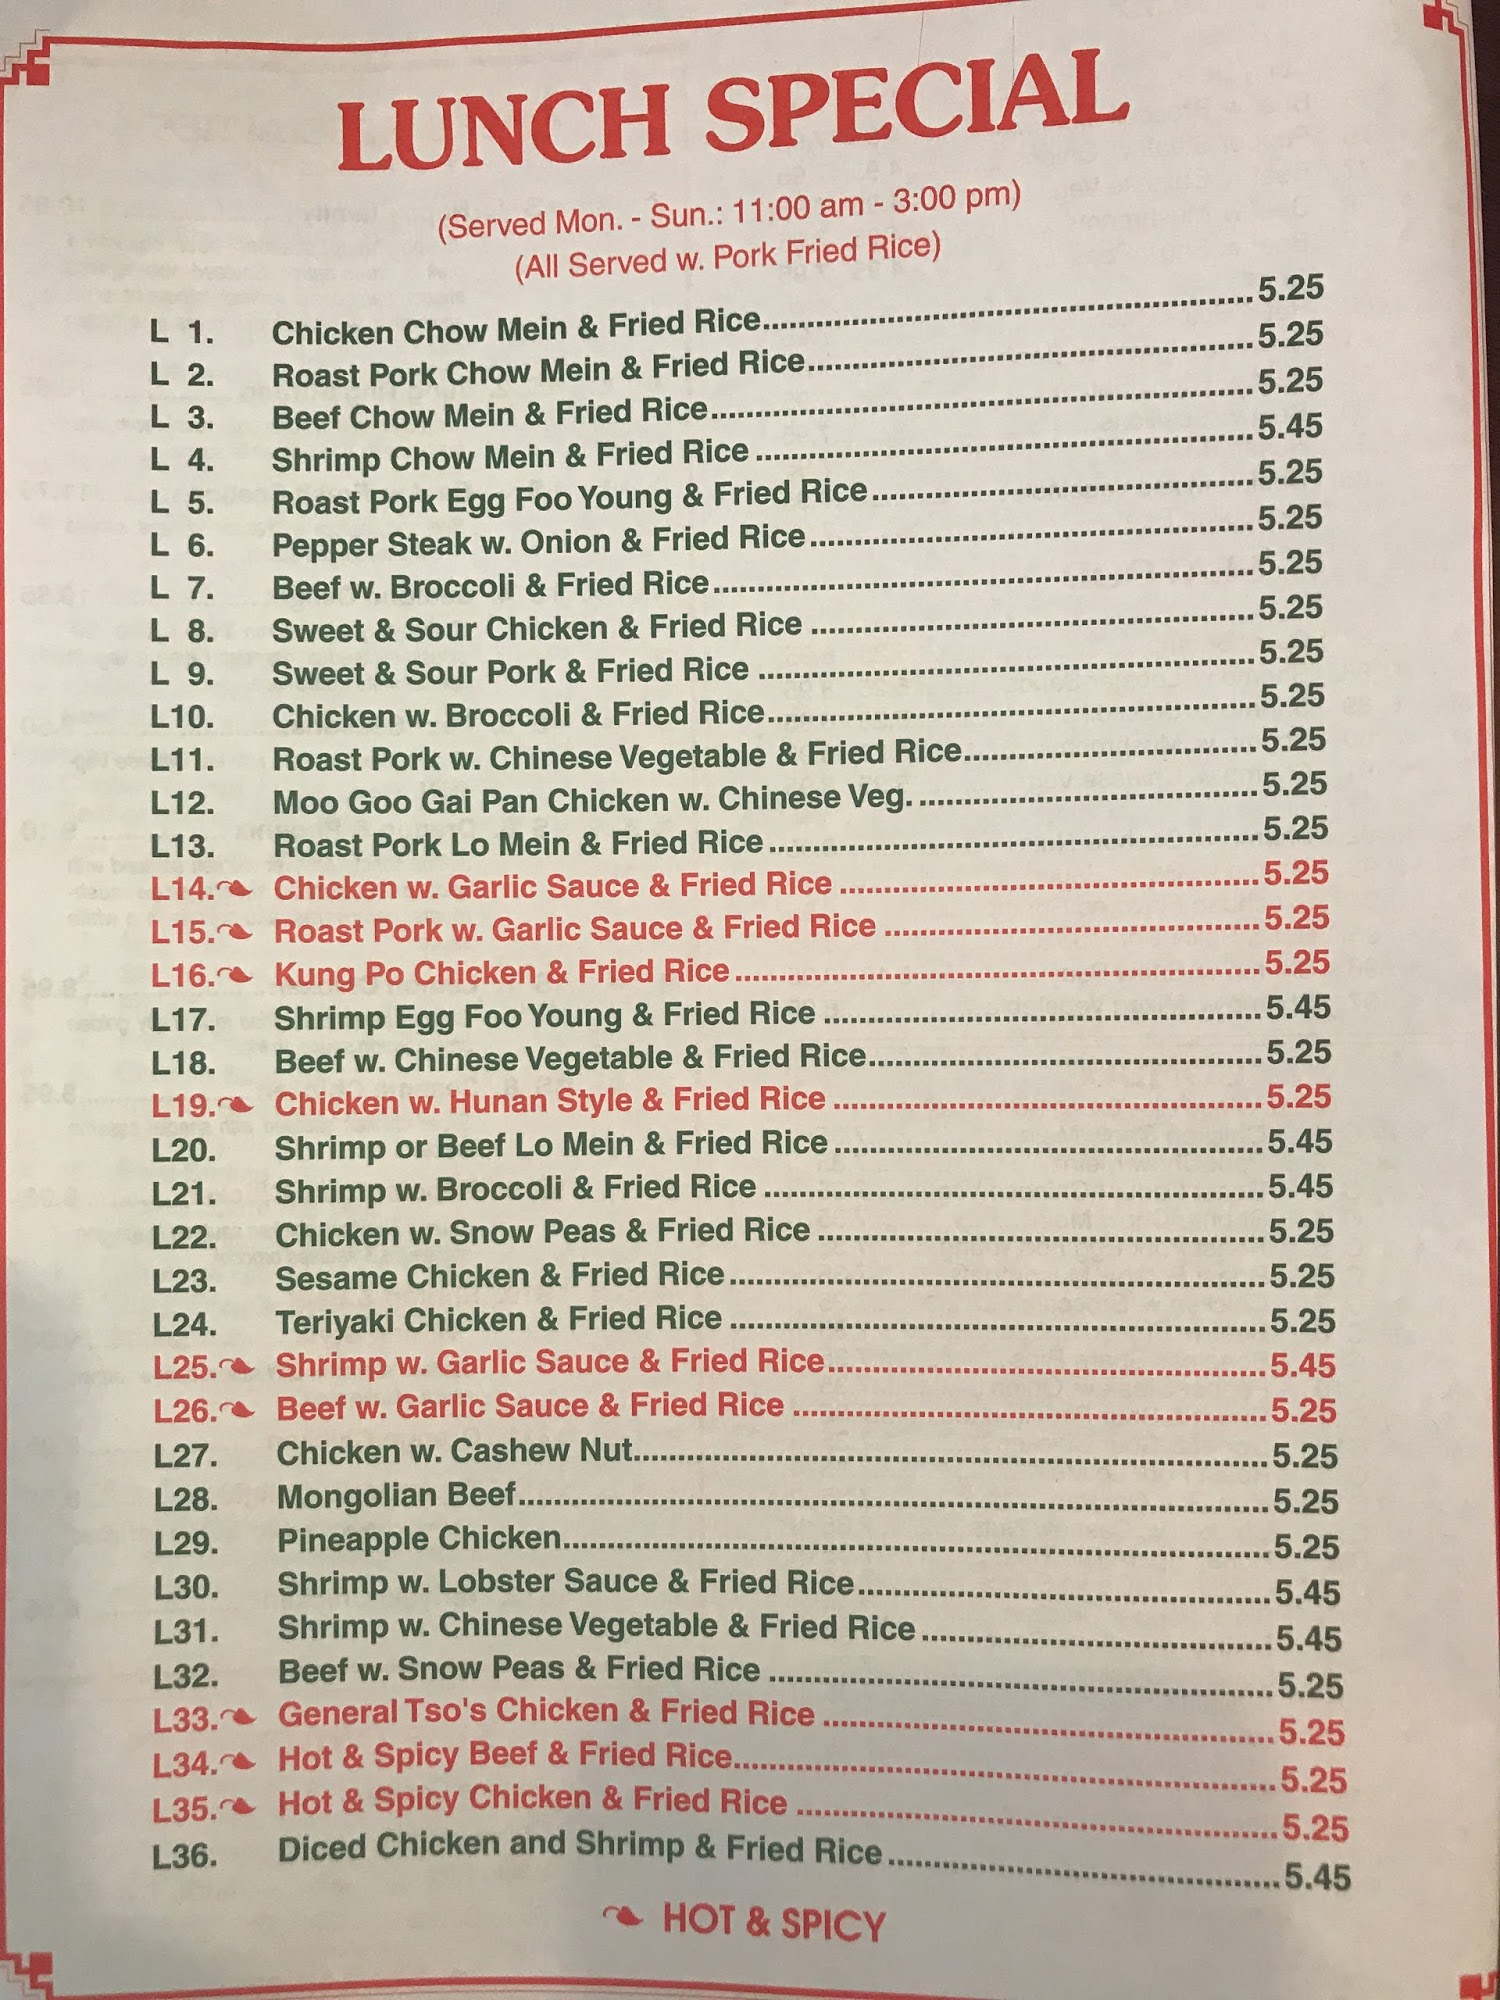 LUNCH SPECIAL
(Served Mon. - Sun.: 11:00 am - 3:00 pm)
(All Served w. Pork Fried Rice)
L 1. Chicken Chow Mein & Fried Rice 5.25
L 2. Roast Pork Chow Mein & Fried Rice 5.25
L 3. Beef Chow Mein & Fried Rice 5.25
L 4. Shrimp Chow Mein & Fried Rice 5.45
L 5. Roast Pork Egg Foo Young & Fried Rice 5.25
L 6. Pepper Steak w. Onion & Fried Rice 5.25
L 7. Beef w. Broccoli & Fried Rice 5.25
L 8. Sweet & Sour Chicken & Fried Rice 5.25
L 9. Sweet & Sour Pork & Fried Rice 5.25
L10. Chicken w. Broccoli & Fried Rice 5.25
L11. Roast Pork w. Chinese Vegetable & Fried Rice 5.25
L12. Moo Goo Gai Pan Chicken w. Chinese Veg. 5.25
L13. Roast Pork Lo Mein & Fried Rice 5.25
L14. Chicken w. Garlic Sauce & Fried Rice 5.25
L15. Roast Pork w. Garlic Sauce & Fried Rice 5.25
L16. Kung Po Chicken & Fried Rice 5.25
L17. Shrimp Egg Foo Young & Fried Rice 5.45
L18. Beef w. Chinese Vegetable & Fried Rice 5.25
L19. Chicken w. Hunan Style & Fried Rice 5.25
L20. Shrimp or Beef Lo Mein & Fried Rice 5.45
L21. Shrimp w. Broccoli & Fried Rice 5.45
L22. Chicken w. Snow Peas & Fried Rice 5.25
L23. Sesame Chicken & Fried Rice 5.25
L24. Teriyaki Chicken & Fried Rice 5.25
L25. Shrimp w. Garlic Sauce & Fried Rice 5.45
L26. Beef w. Garlic Sauce & Fried Rice 5.25
L27. Chicken w. Cashew Nut 5.25
L28. Mongolian Beef 5.25
L29. Pineapple Chicken 5.25
L30. Shrimp w. Lobster Sauce & Fried Rice 5.45
L31. Shrimp w. Chinese Vegetable & Fried Rice 5.45
L32. Beef w. Snow Peas & Fried Rice 5.25
L33. General Tso's Chicken & Fried Rice 5.25
L34. Hot & Spicy Beef & Fried Rice 5.25
L35. Hot & Spicy Chicken & Fried Rice 5.25
L36. Diced Chicken and Shrimp & Fried Rice 5.45
HOT & SPICY